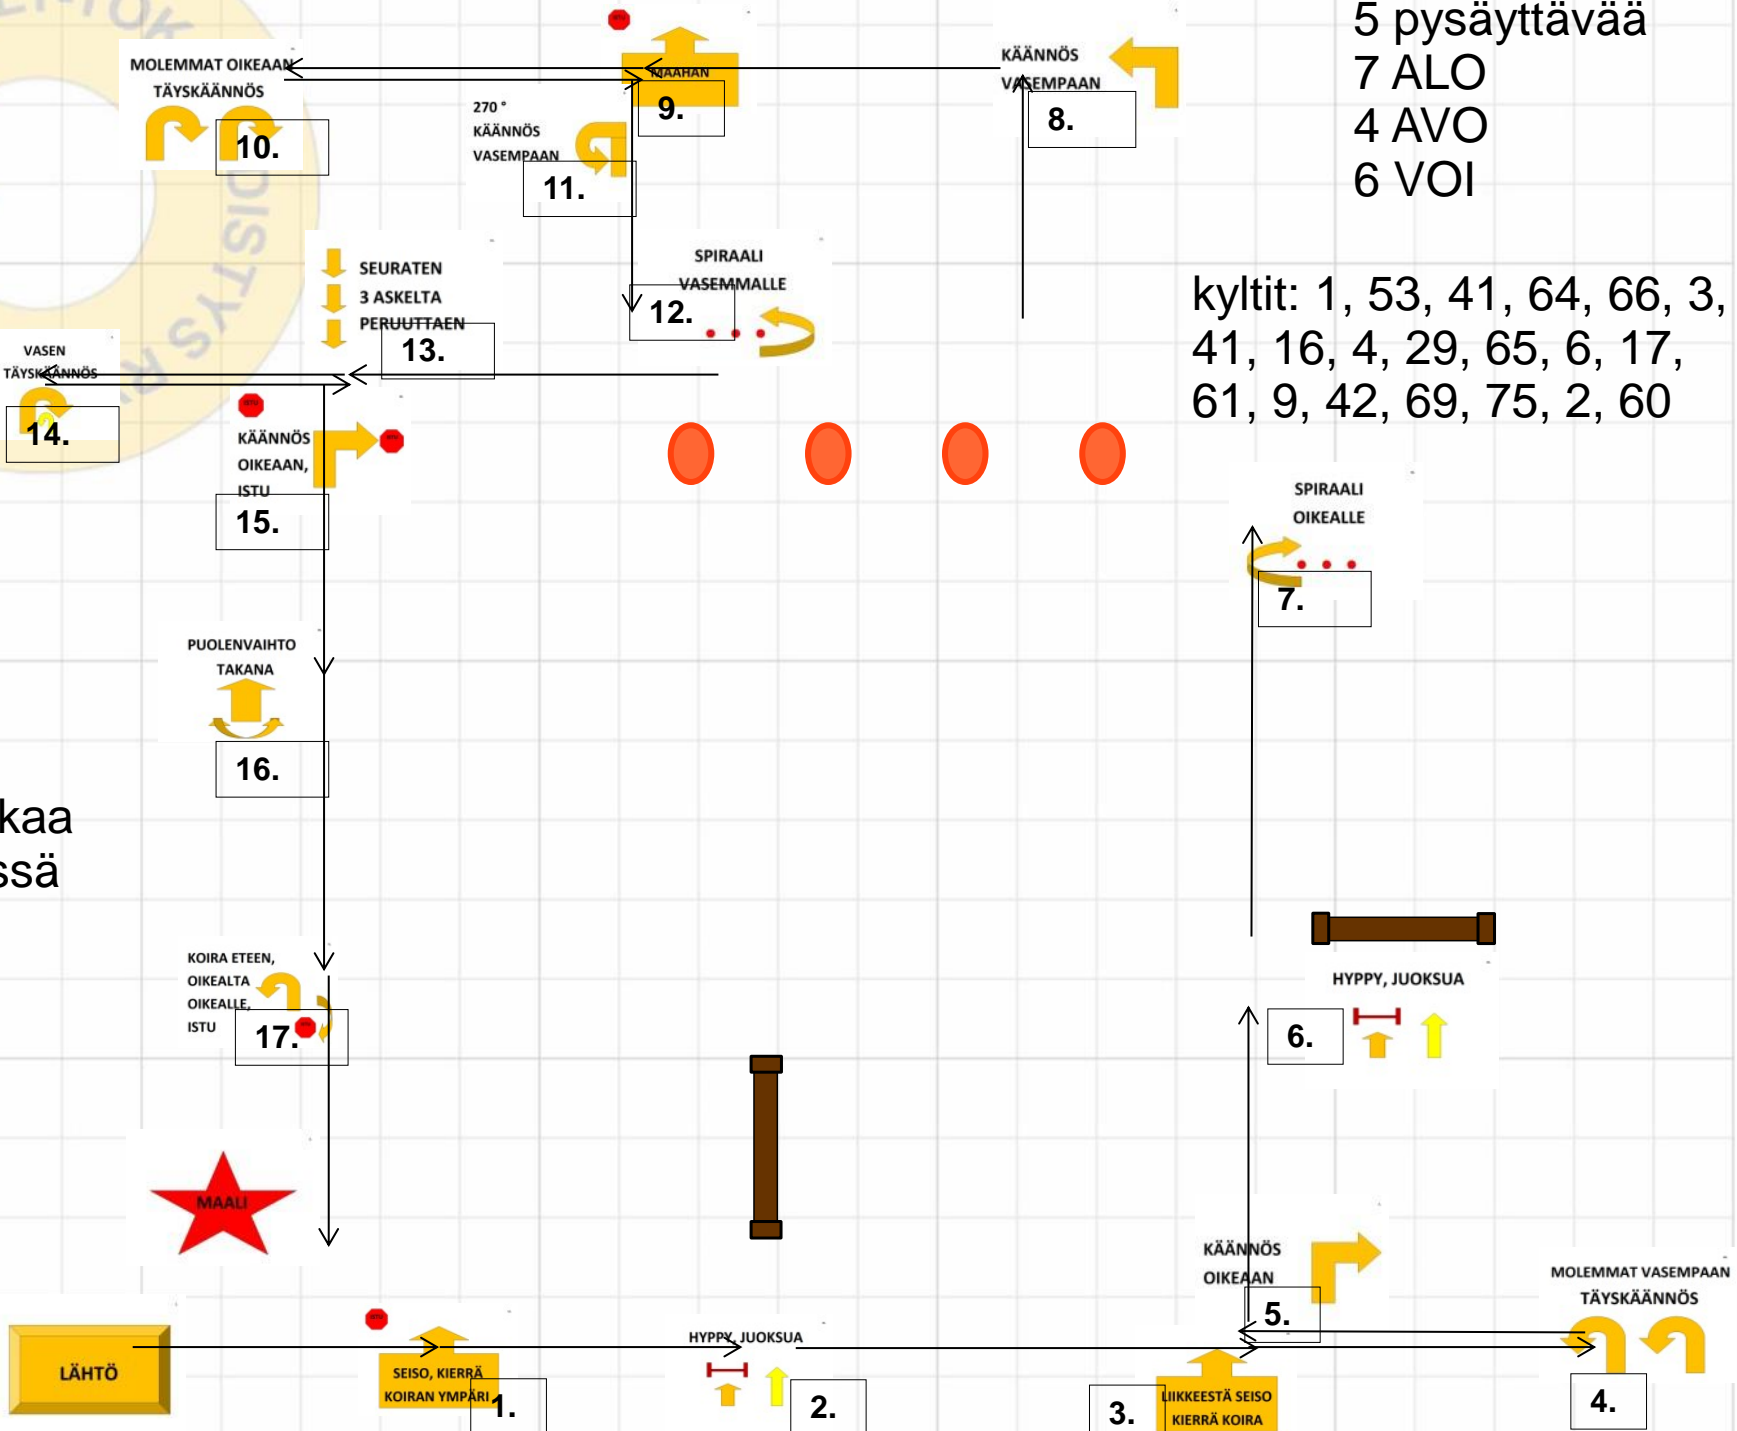 5 pysäyttävää
7 ALO
4 AVO
6 VOI
kyltit: 1, 53, 41, 64, 66, 3,
41, 16, 4, 29, 65, 6, 17,
61, 9, 42, 69, 75, 2, 60
MOLEMMAT OIKEAAN
TÄYSKÄÄNNÖS
10.
MAAHAN
9.
KÄÄNNÖS
VASEMPAAN
8.
270 °
KÄÄNNÖS
VASEMPAAN
11.
SEURATEN
3 ASKELTA
PERUUTTAEN
13.
SPIRAALI
VASEMMALLE
12.
VASEN
TÄYSKÄÄNNÖS
14.
KÄÄNNÖS
OIKEAAN,
ISTU
15.
SPIRAALI
OIKEALLE
7.
PUOLENVAIHTO
TAKANA
16.
kaa
ssä
KOIRA ETEEN,
OIKEALTA
OIKEALLE,
ISTU
17.
HYPPY, JUOKSUA
6.
MAALI
KÄÄNNÖS
OIKEAAN
5.
MOLEMMAT VASEMPAAN
TÄYSKÄÄNNÖS
4.
LÄHTÖ
SEISO, KIERRÄ
KOIRAN YMPÄRI
1.
HYPPY, JUOKSUA
2.
3.
LIIKKEESTÄ SEISO
KIERRÄ KOIRA
DISTYS RY